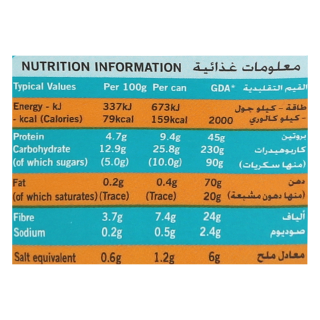 NUTRITION INFORMATION معلومات غذائية
Typical Values Per 100g Per can GDA* القيم التقليدية
Energy - kJ 337kJ 673kJ طاقة - كيلو جول
- kcal (Calories) 79kcal 159kcal 2000 - كيلو كالوري
Protein 4.7g 9.4g 45g بروتين
Carbohydrate 12.9g 25.8g 230g كاربوهيدرات
(of which sugars) (5.0g) (10.0g) 90g (منها سكريات)
Fat 0.2g 0.4g 70g دهن
(of which saturates) (Trace) (Trace) 20g (منها دهون مشبعة)
Fibre 3.7g 7.4g 24g ألياف
Sodium 0.2g 0.5g 2.4g صوديوم
Salt equivalent 0.6g 1.2g 6g معادل ملح